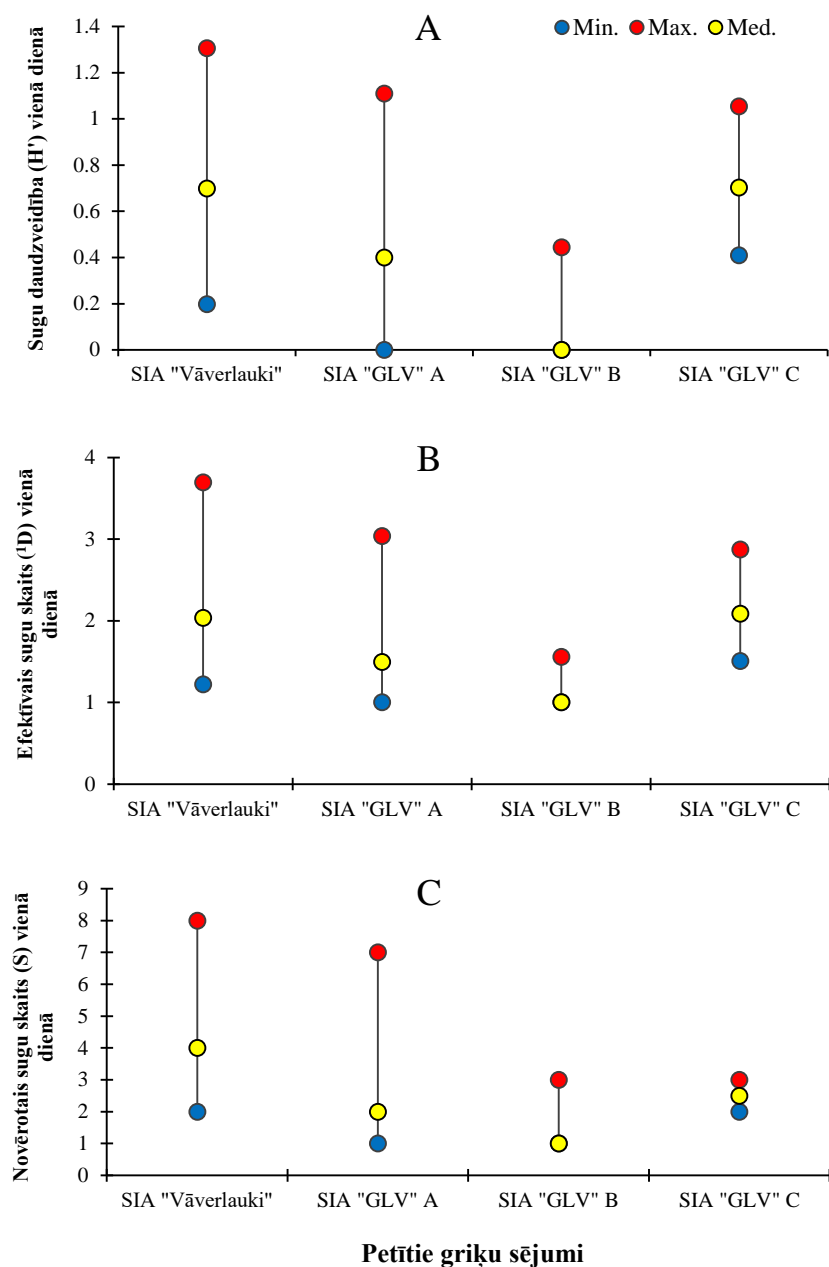 A
Min. Max. Med.
Sugu daudzveidība (H') vienā dienā
1.4
1.2
1
0.8
0.6
0.4
0.2
0
SIA "Vāverlauki" SIA "GLV" A SIA "GLV" B SIA "GLV" C
B
Efektīvais sugu skaits (¹D) vienā
dienā
4
3
2
1
0
SIA "Vāverlauki" SIA "GLV" A SIA "GLV" B SIA "GLV" C
C
Novērotais sugu skaits (S) vienā
dienā
9
8
7
6
5
4
3
2
1
0
SIA "Vāverlauki" SIA "GLV" A SIA "GLV" B SIA "GLV" C
Petītie griķu sējumi